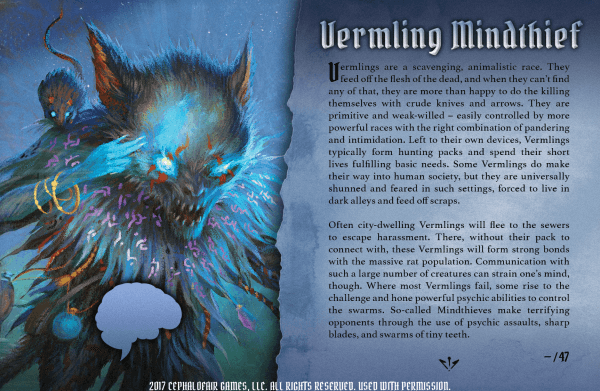 Vermling Mindthief
Vermlings are a scavenging, animalistic race. They
feed off the flesh of the dead, and when they can't find
any of that, they are more than happy to do the killing
themselves with crude knives and arrows. They are
primitive and weak-willed – easily controlled by more
powerful races with the right combination of pandering
and intimidation. Left to their own devices, Vermlings
typically form hunting packs and spend their short
lives fulfilling basic needs. Some Vermlings do make
their way into human society, but they are universally
shunned and feared in such settings, forced to live in
dark alleys and feed off scraps.
Often city-dwelling Vermlings will flee to the sewers
to escape harassment. There, without their pack to
connect with, these Vermlings will form strong bonds
with the massive rat population. Communication with
such a large number of creatures can strain one's mind,
though. Where most Vermlings fail, some rise to the
challenge and hone powerful psychic abilities to control
the swarms. So-called Mindthieves make terrifying
opponents through the use of psychic assaults, sharp
blades, and swarms of tiny teeth.
–/47
2017 CEPHALOFAIR GAMES, LLC. ALL RIGHTS RESERVED. USED WITH PERMISSION.